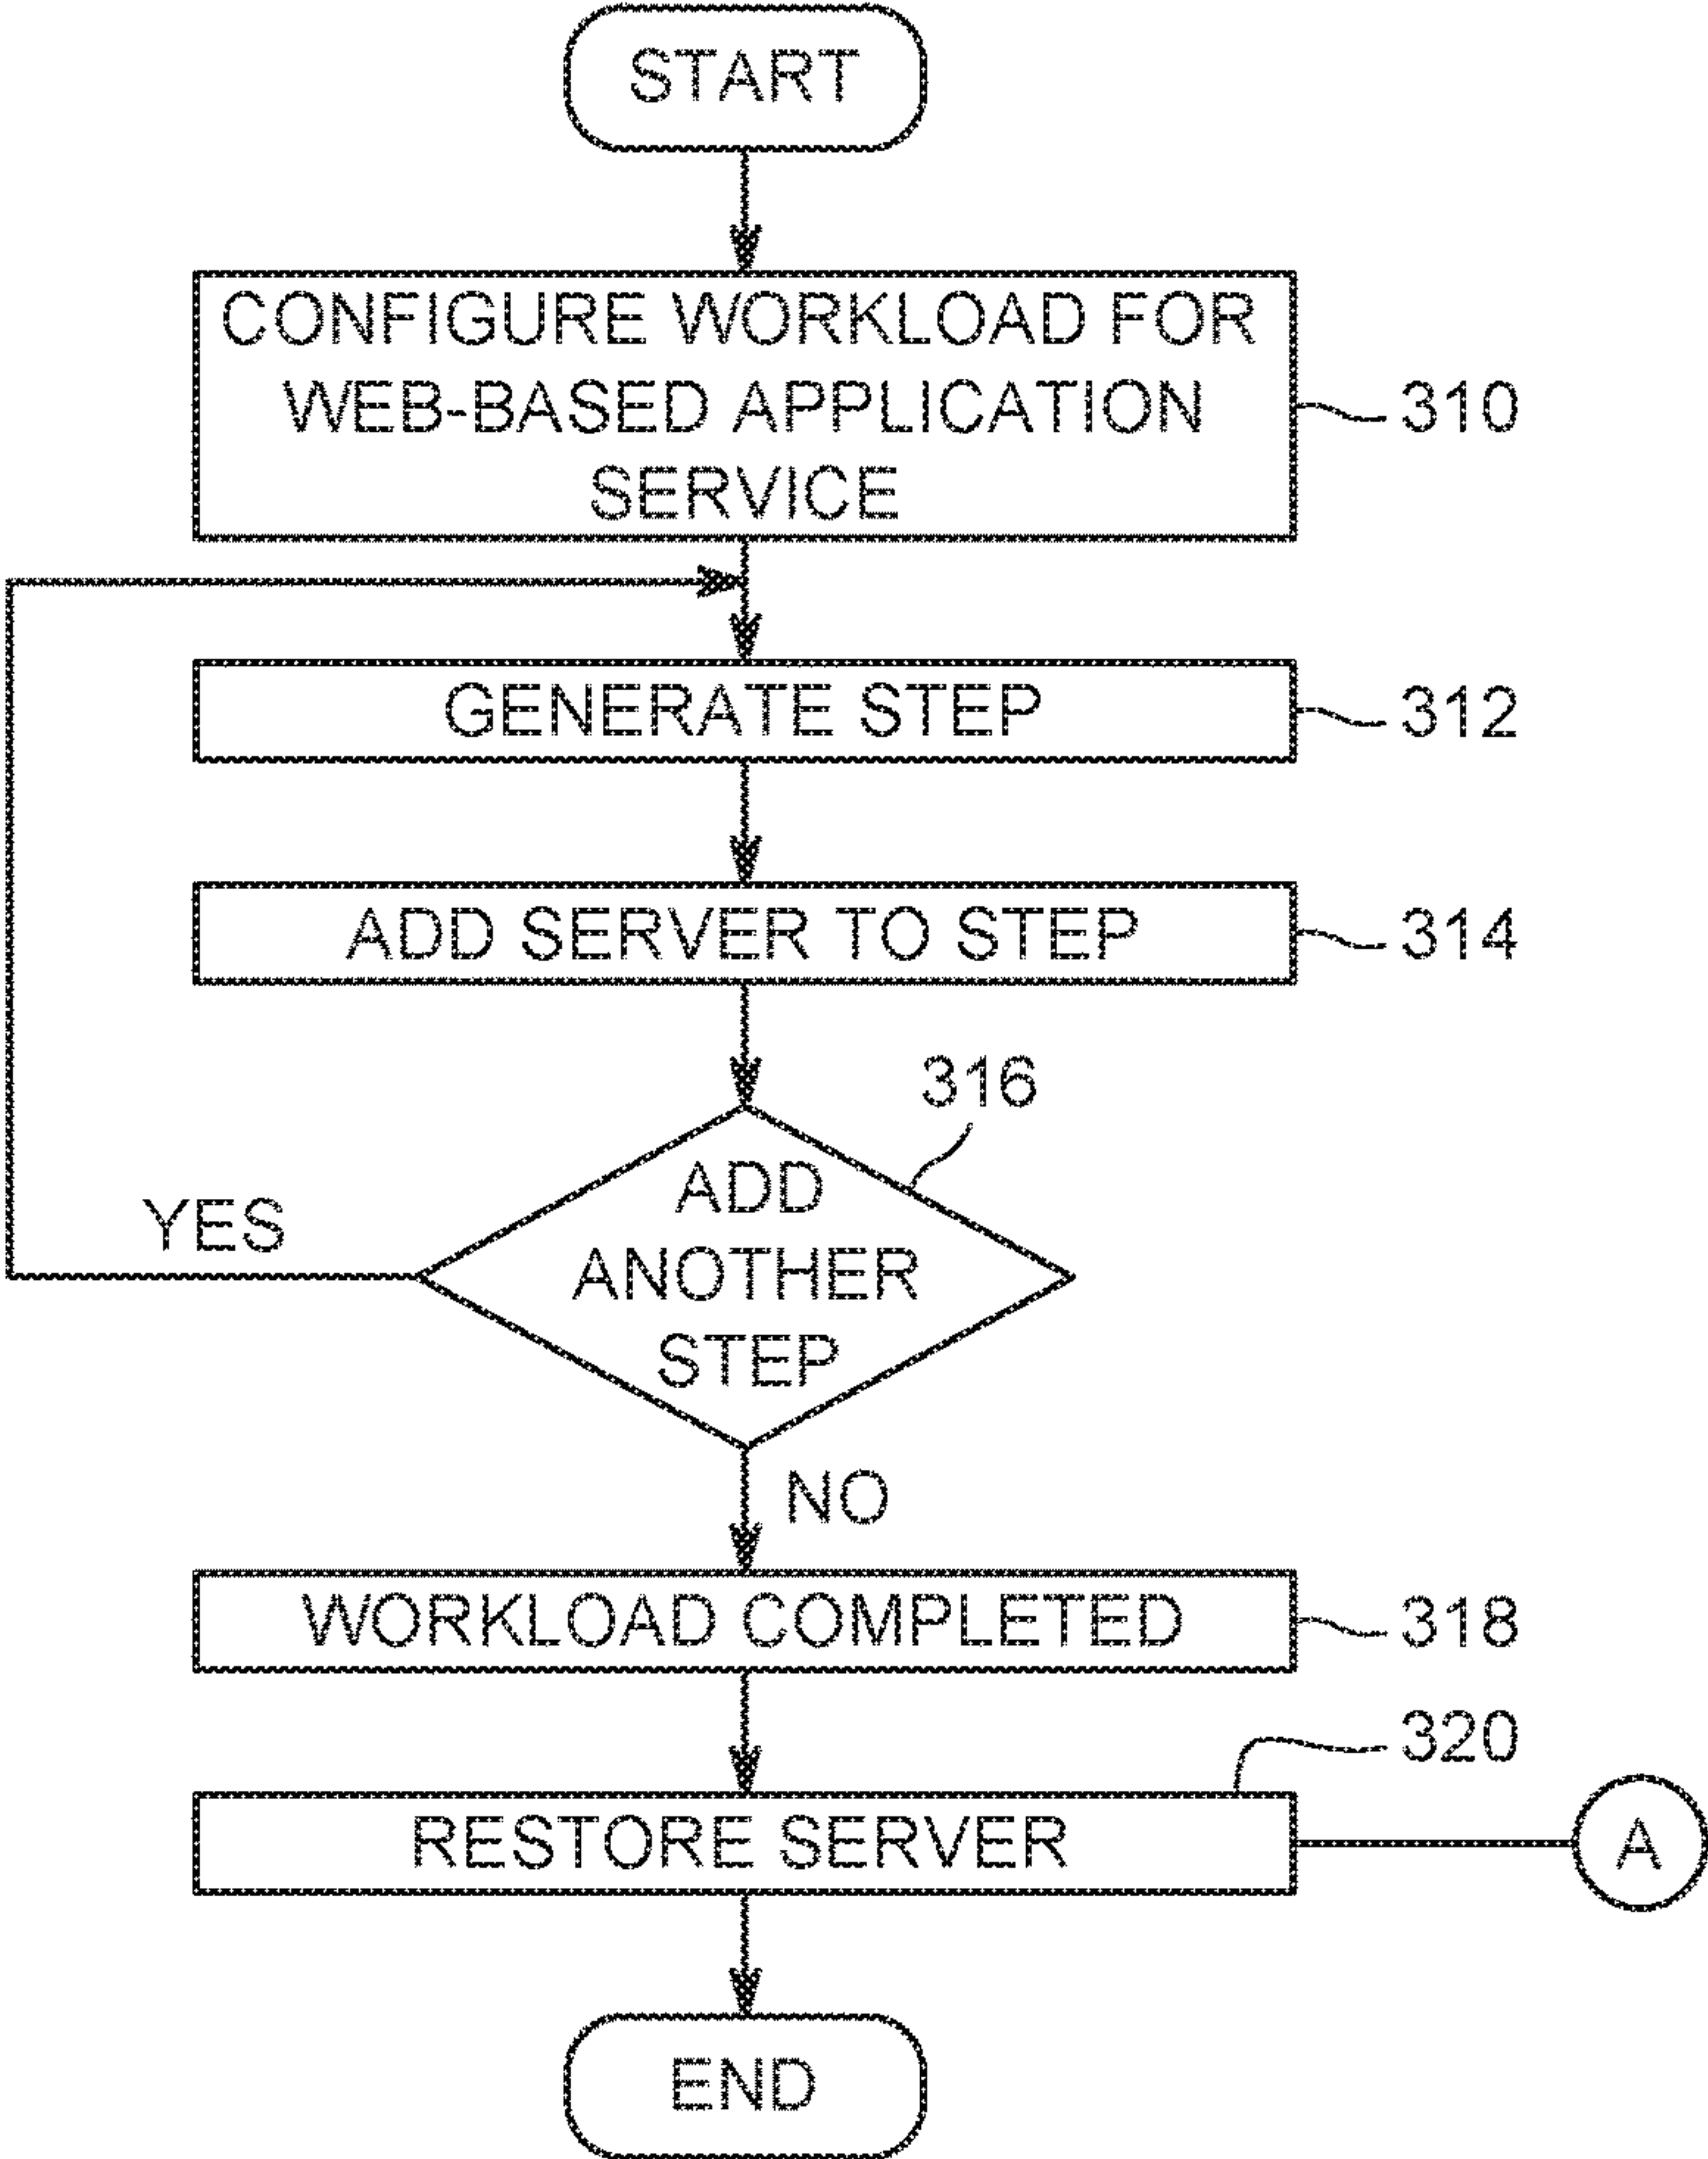 START
CONFIGURE WORKLOAD FOR
WEB-BASED APPLICATION
SERVICE
310
GENERATE STEP
312
ADD SERVER TO STEP
314
316
ADD
ANOTHER
STEP
YES
NO
WORKLOAD COMPLETED
318
320
RESTORE SERVER
A
END